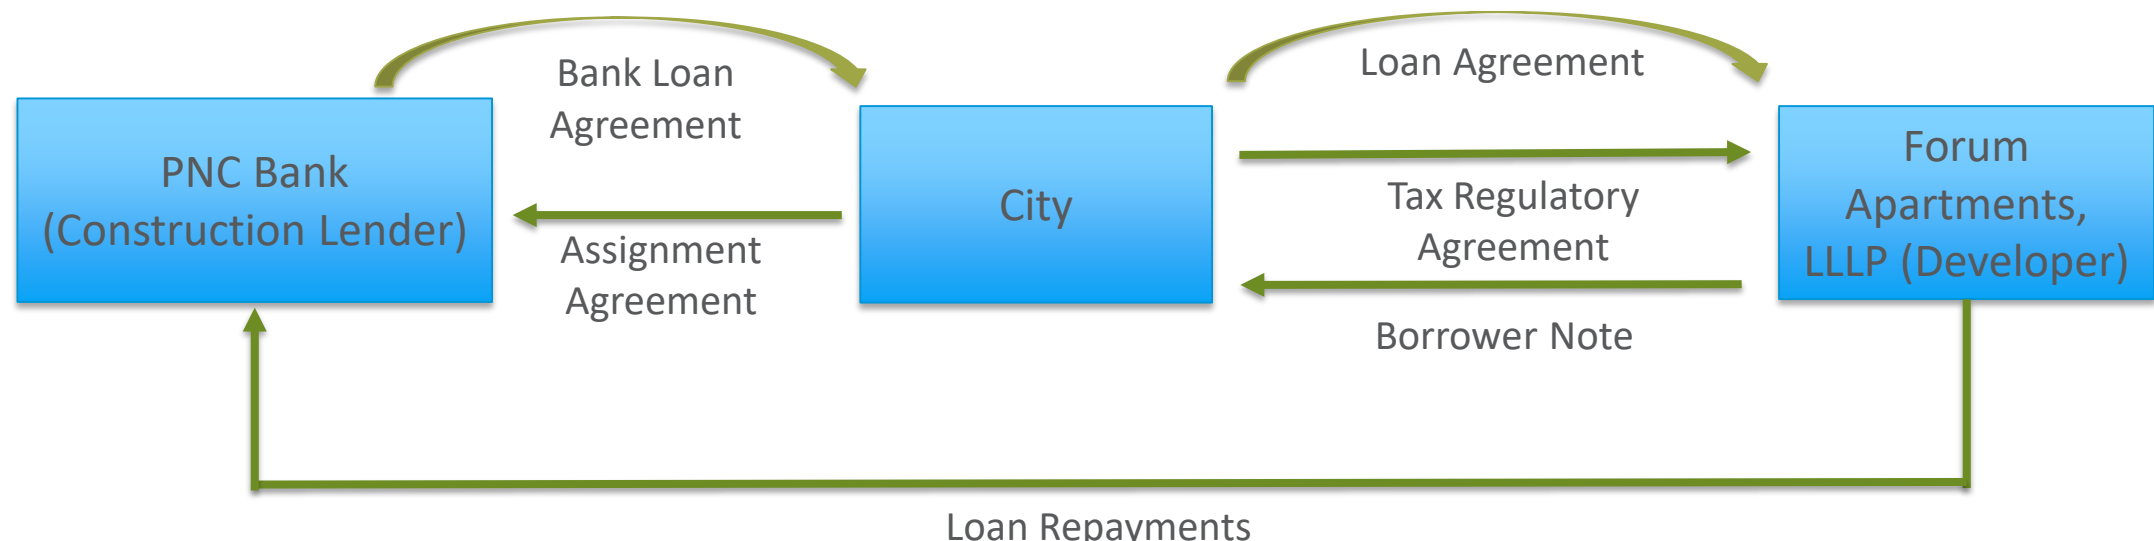 Bank Loan
Agreement
Loan Agreement
PNC Bank
(Construction Lender)
City
Forum
Apartments,
LLLP (Developer)
Tax Regulatory
Agreement
Assignment
Agreement
Borrower Note
Loan Repayments